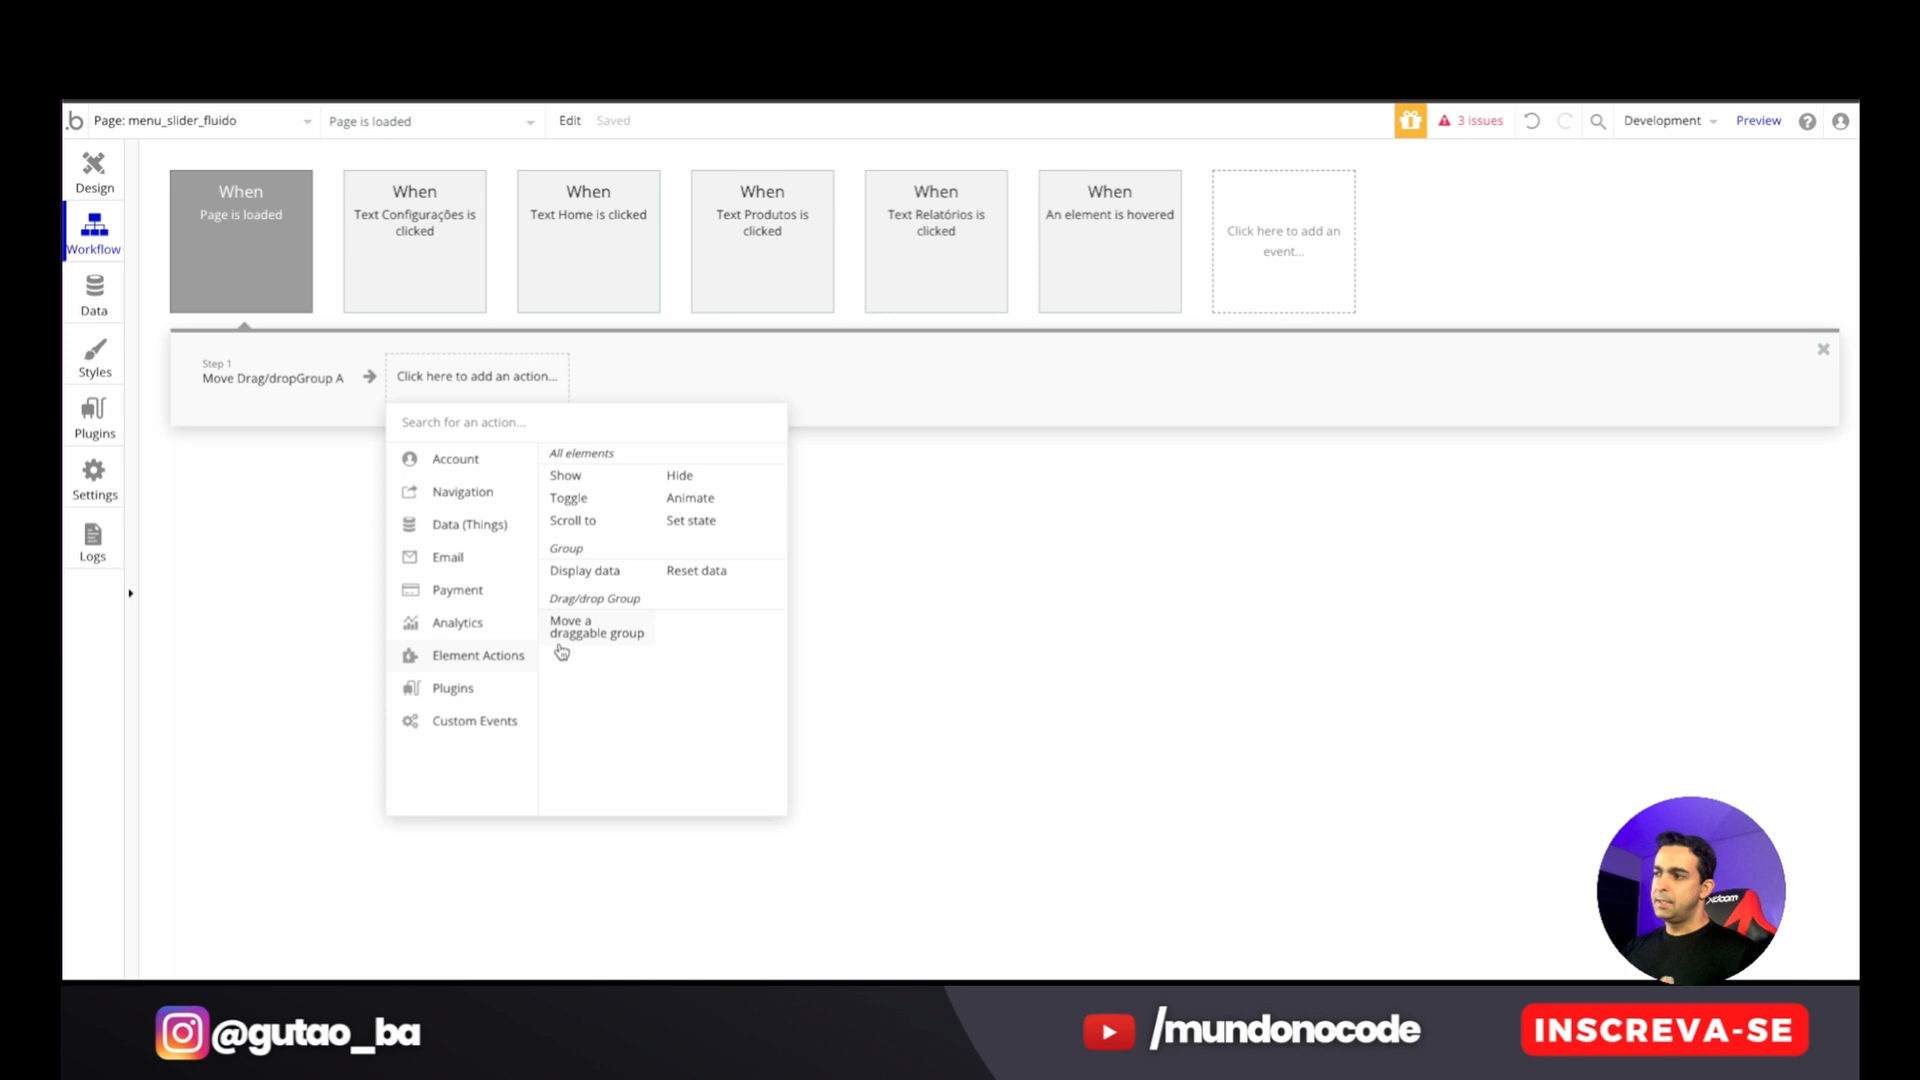 .b Page: menu_slider_fluido
Page is loaded
Edit Saved
3 issues
Development
Preview
Design
Workflow
Data
Styles
Plugins
Settings
Logs
When
Page is loaded
When
Text Configurações is
clicked
When
Text Home is clicked
When
Text Produtos is
clicked
When
Text Relatórios is
clicked
When
An element is hovered
Click here to add an
event...
Step 1
Move Drag/dropGroup A
Click here to add an action...
Search for an action...
Account
Navigation
Data (Things)
Email
Payment
Analytics
Element Actions
Plugins
Custom Events
All elements
Show Hide
Toggle Animate
Scroll to Set state
Group
Display data Reset data
Drag/drop Group
Move a
draggable group
xdoom
@gutao_ba
/mundonocode
INSCREVA-SE